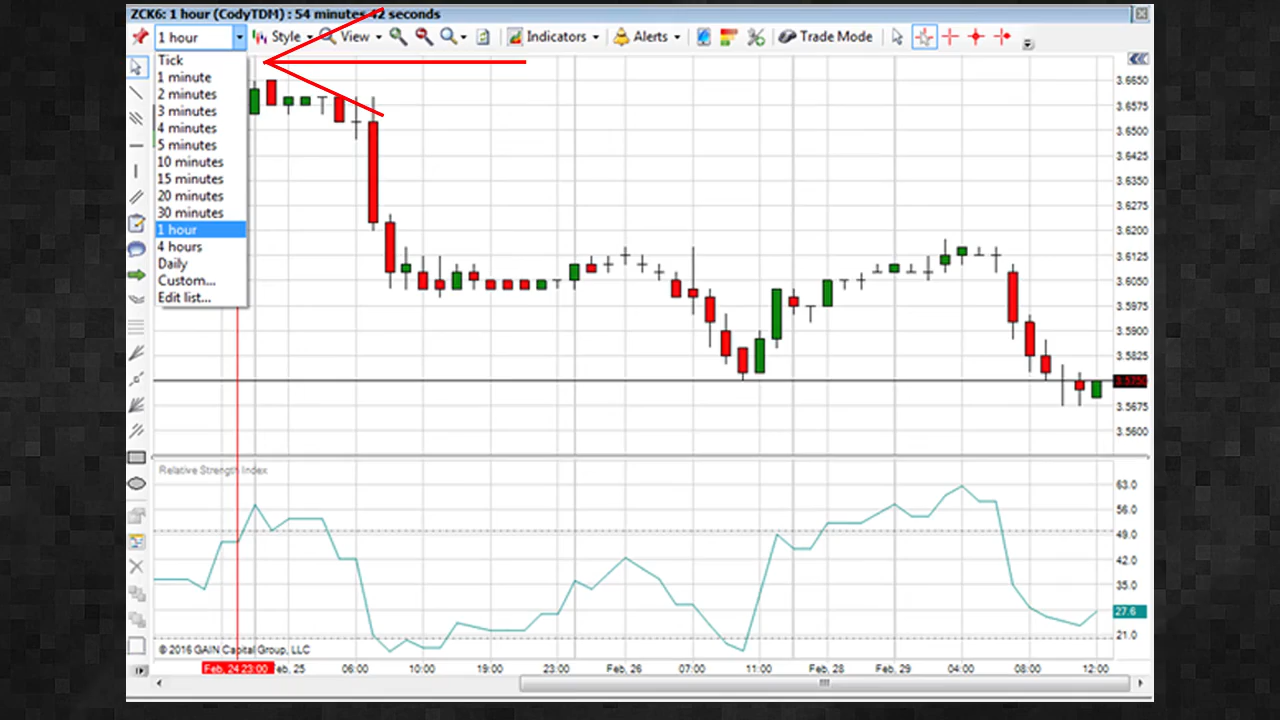 ZCK6: 1 hour (CodyTDM) : 54 minutes 42 seconds
1 hour Style View Indicators Alerts Trade Mode
Tick
1 minute
2 minutes
3 minutes
4 minutes
5 minutes
10 minutes
15 minutes
20 minutes
30 minutes
1 hour
4 hours
Daily
Custom...
Edit list...
3.6650
3.6575
3.6500
3.6425
3.6350
3.6275
3.6200
3.6125
3.6050
3.5975
3.5900
3.5825
3.5750
3.5675
3.5600
Relative Strength Index
63.0
56.0
49.0
42.0
35.0
27.6
21.0
© 2016 GAIN Capital Group, LLC
Feb, 24 23:00 eb, 25 06:00 10:00 19:00 23:00 Feb, 26 07:00 11:00 Feb, 28 Feb, 29 04:00 08:00 12:00